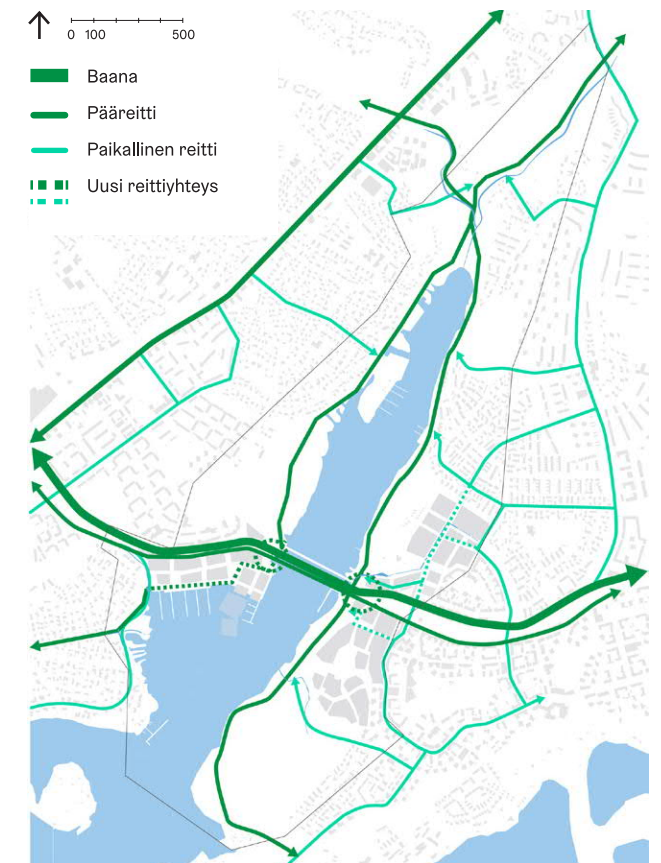 0 100 500
Baana
Pääreitti
Paikallinen reitti
Uusi reittiyhteys